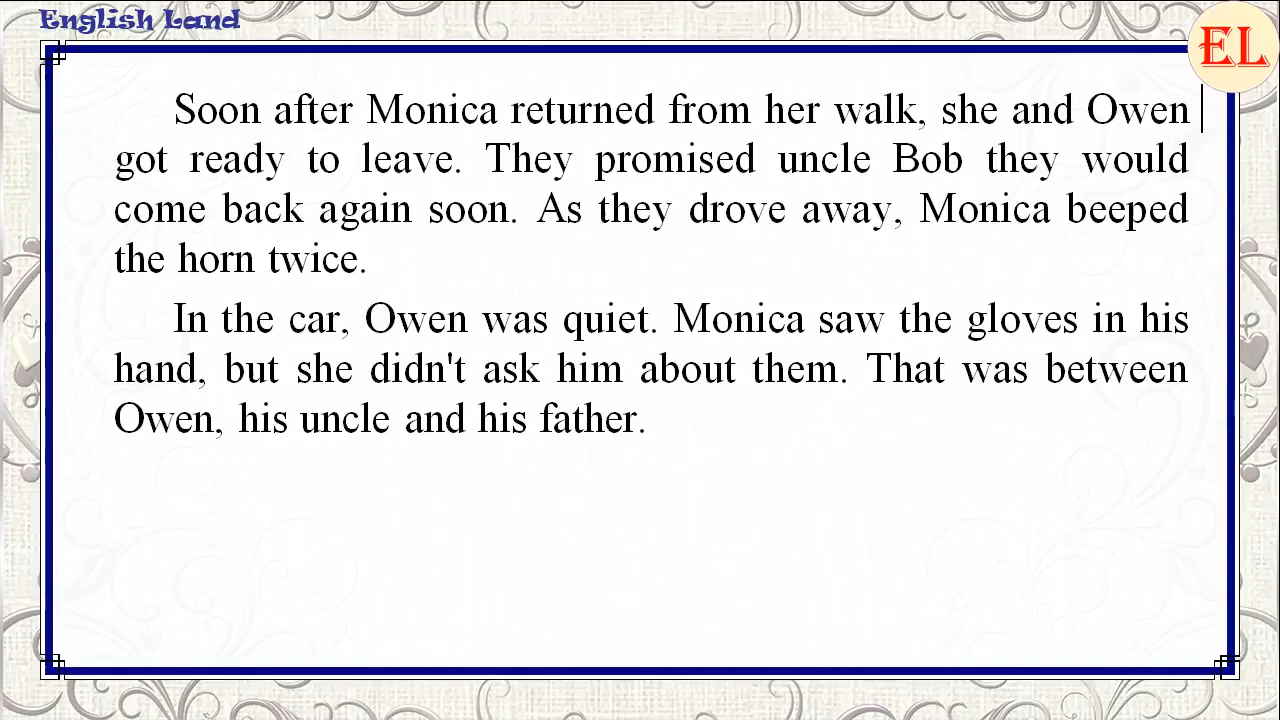 English Land
EL
Soon after Monica returned from her walk, she and Owen
got ready to leave. They promised uncle Bob they would
come back again soon. As they drove away, Monica beeped
the horn twice.
In the car, Owen was quiet. Monica saw the gloves in his
hand, but she didn't ask him about them. That was between
Owen, his uncle and his father.